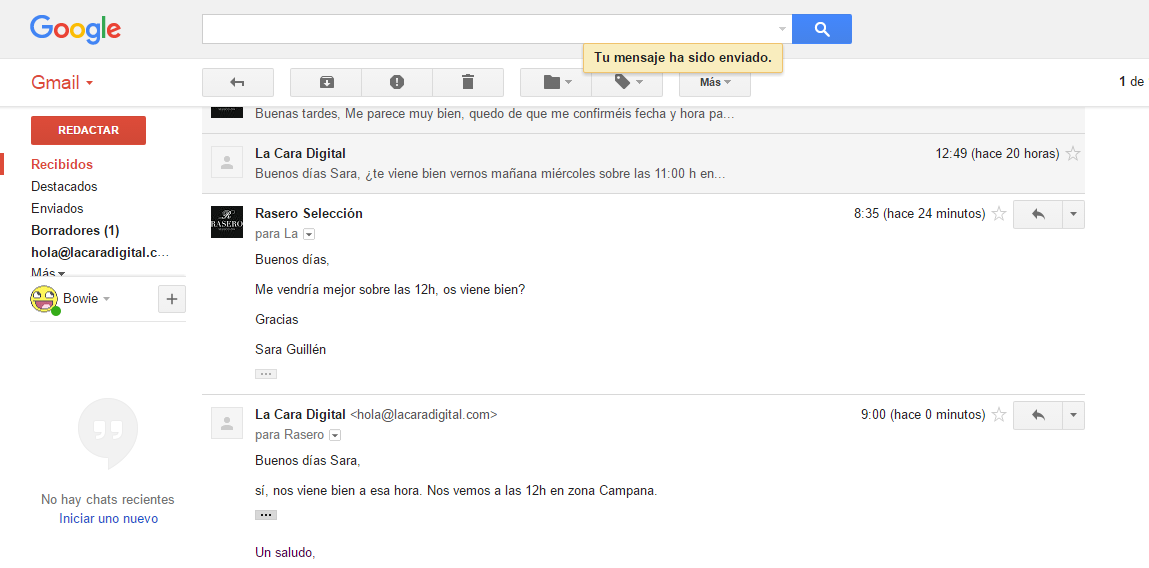 Google
Tu mensaje ha sido enviado.
Gmail
Más
1 de
REDACTAR
Recibidos
Destacados
Enviados
Borradores (1)
hola@lacaradigital.c…
Más
Bowie
No hay chats recientes
Iniciar uno nuevo
Buenas tardes, Me parece muy bien, quedo de que me confirméis fecha y hora pa...
La Cara Digital
12:49 (hace 20 horas)
Buenos días Sara, ¿te viene bien vernos mañana miércoles sobre las 11:00 h en...
R
RASERO
Rasero Selección
8:35 (hace 24 minutos)
para La
Buenos días,
Me vendría mejor sobre las 12h, os viene bien?
Gracias
Sara Guillén
La Cara Digital <hola@lacaradigital.com>
9:00 (hace 0 minutos)
para Rasero
Buenos días Sara,
sí, nos viene bien a esa hora. Nos vemos a las 12h en zona Campana.
Un saludo,